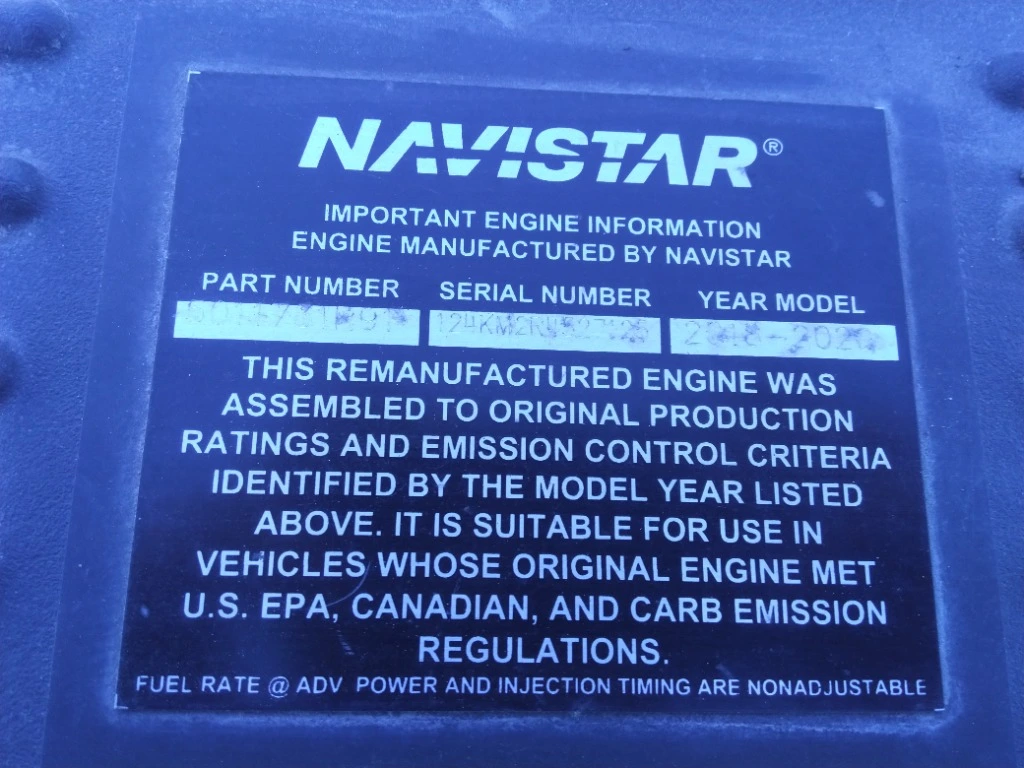 NAVISTAR®
IMPORTANT ENGINE INFORMATION
ENGINE MANUFACTURED BY NAVISTAR
PART NUMBER SERIAL NUMBER YEAR MODEL
2018-2020
THIS REMANUFACTURED ENGINE WAS
ASSEMBLED TO ORIGINAL PRODUCTION
RATINGS AND EMISSION CONTROL CRITERIA
IDENTIFIED BY THE MODEL YEAR LISTED
ABOVE. IT IS SUITABLE FOR USE IN
VEHICLES WHOSE ORIGINAL ENGINE MET
U.S. EPA, CANADIAN, AND CARB EMISSION
REGULATIONS.
FUEL RATE @ ADV POWER AND INJECTION TIMING ARE NONADJUSTABLE